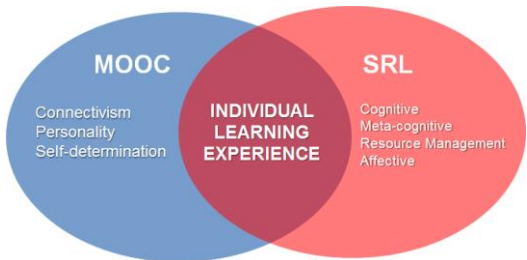 MOOC
Connectivism
Personality
Self-determination
INDIVIDUAL
LEARNING
EXPERIENCE
SRL
Cognitive
Meta-cognitive
Resource Management
Affective